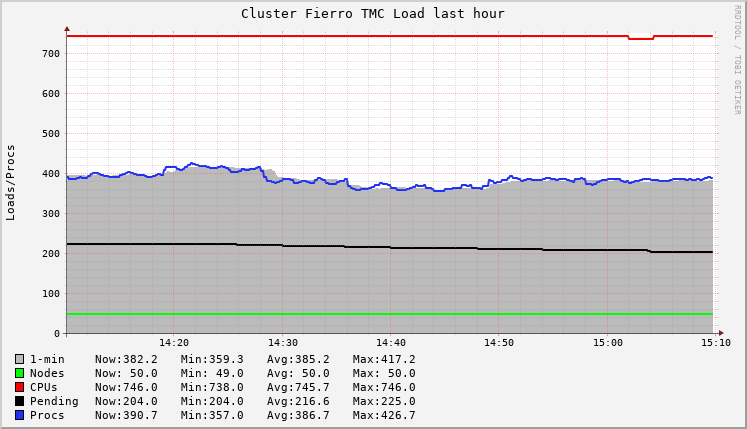 Cluster Fierro TMC Load last hour
RRDTOOL / TOBI OETIKER
Loads/Procs
700
600
500
400
300
200
100
0
14:20 14:30 14:40 14:50 15:00 15:10
1-min Now:382.2 Min:359.3 Avg:385.2 Max:417.2
Nodes Now: 50.0 Min: 49.0 Avg: 50.0 Max: 50.0
CPUs Now:746.0 Min:738.0 Avg:745.7 Max:746.0
Pending Now:204.0 Min:204.0 Avg:216.6 Max:225.0
Procs Now:390.7 Min:357.0 Avg:386.7 Max:426.7